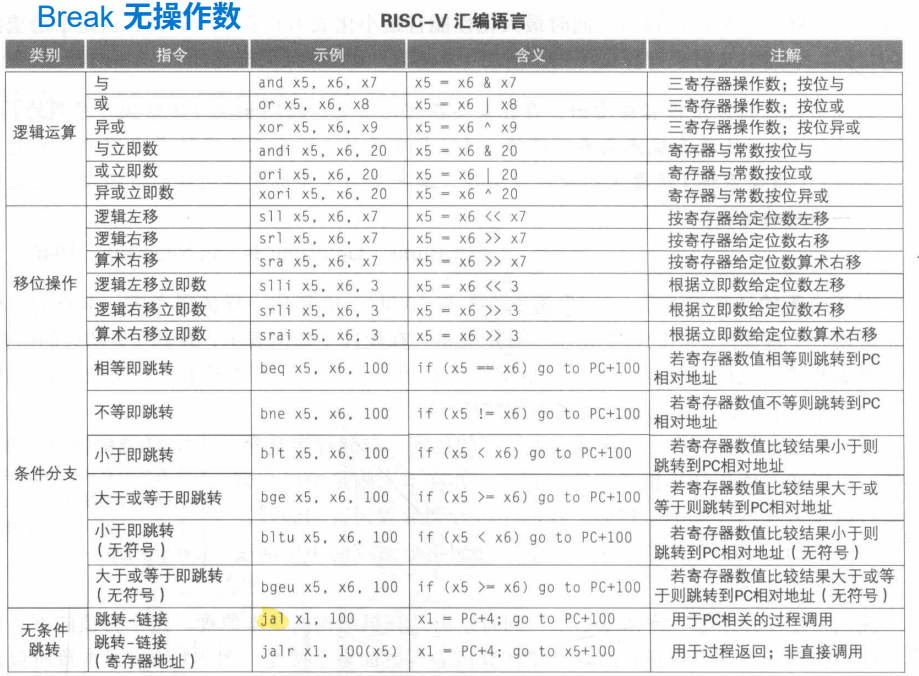 Break 无操作数
RISC-V 汇编语言
类别 指令 示例 含义 注解
逻辑运算
与 and x5, x6, x7 x5 = x6 & x7 三寄存器操作数；按位与
或 or x5, x6, x8 x5 = x6 | x8 三寄存器操作数；按位或
异或 xor x5, x6, x9 x5 = x6 ^ x9 三寄存器操作数；按位异或
与立即数 andi x5, x6, 20 x5 = x6 & 20 寄存器与常数按位与
或立即数 ori x5, x6, 20 x5 = x6 | 20 寄存器与常数按位或
异或立即数 xori x5, x6, 20 x5 = x6 ^ 20 寄存器与常数按位异或
移位操作
逻辑左移 sll x5, x6, x7 x5 = x6 << x7 按寄存器给定位数左移
逻辑右移 srl x5, x6, x7 x5 = x6 >> x7 按寄存器给定位数右移
算术右移 sra x5, x6, x7 x5 = x6 >> x7 按寄存器给定位数算术右移
逻辑左移立即数 slli x5, x6, 3 x5 = x6 << 3 根据立即数给定位数左移
逻辑右移立即数 srli x5, x6, 3 x5 = x6 >> 3 根据立即数给定位数右移
算术右移立即数 srai x5, x6, 3 x5 = x6 >> 3 根据立即数给定位数算术右移
条件分支
相等即跳转 beq x5, x6, 100 if (x5 == x6) go to PC+100 若寄存器数值相等则跳转到PC
相对地址
不等即跳转 bne x5, x6, 100 if (x5 != x6) go to PC+100 若寄存器数值不等则跳转到PC
相对地址
小于即跳转 blt x5, x6, 100 if (x5 < x6) go to PC+100 若寄存器数值比较结果小于则
跳转到PC相对地址
大于或等于即跳转 bge x5, x6, 100 if (x5 >= x6) go to PC+100 若寄存器数值比较结果大于或
等于则跳转到PC相对地址
小于即跳转
（无符号） bltu x5, x6, 100 if (x5 < x6) go to PC+100 若寄存器数值比较结果小于则
跳转到PC相对地址（无符号）
大于或等于即跳转
（无符号） bgeu x5, x6, 100 if (x5 >= x6) go to PC+100 若寄存器数值比较结果大于或等
于则跳转到PC相对地址（无符号）
无条件
跳转
跳转-链接 jal x1, 100 x1 = PC+4; go to PC+100 用于PC相关的过程调用
跳转-链接
（寄存器地址） jalr x1, 100(x5) x1 = PC+4; go to x5+100 用于过程返回；非直接调用